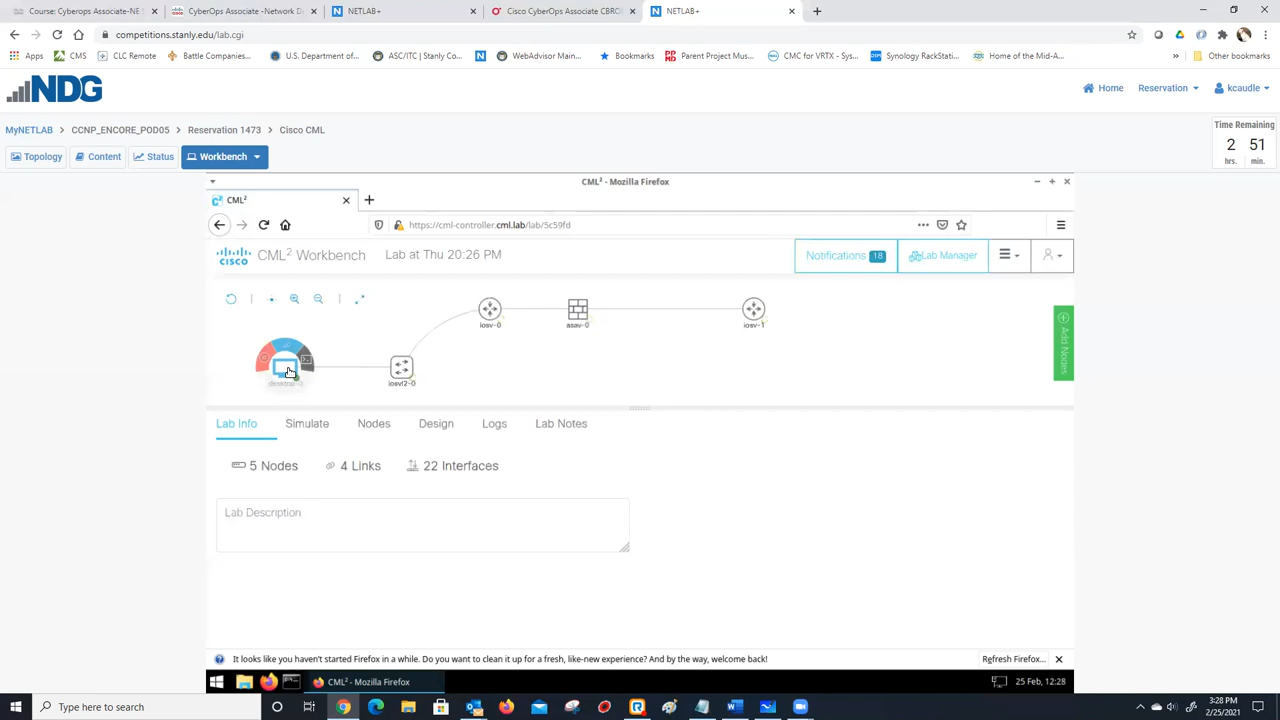 Course: CyberOps Associate-NE S
CyberOps Associate -Network D
NETLAB+
Cisco CyberOps Associate CBROP
NETLAB+
competitions.stanly.edu/lab.cgi
Apps
CMS
CLC Remote
Battle Companies...
U.S. Department of...
ASC/ITC | Stanly Co...
WebAdvisor Main...
Bookmarks
Parent Project Mus...
CMC for VRTX - Sys...
Synology RackStati...
Home of the Mid-A...
»
Other bookmarks
NDG
Home
Reservation
kcaudle
MyNETLAB > CCNP_ENCORE_POD05 > Reservation 1473 > Cisco CML
Time Remaining
2 51
hrs. min.
Topology
Content
Status
Workbench
CML² - Mozilla Firefox
CML²
https://cml-controller.cml.lab/lab/5c59fd
cisco
CML² Workbench
Lab at Thu 20:26 PM
Notifications 18
Lab Manager
iosv-0
asav-0
iosv-1
desktop-0
iosvl2-0
Add Nodes
Lab Info
Simulate
Nodes
Design
Logs
Lab Notes
5 Nodes
4 Links
22 Interfaces
Lab Description
It looks like you haven't started Firefox in a while. Do you want to clean it up for a fresh, like-new experience? And by the way, welcome back!
Refresh Firefox...
CML² - Mozilla Firefox
25 Feb, 12:28
Type here to search
3:28 PM
2/25/2021